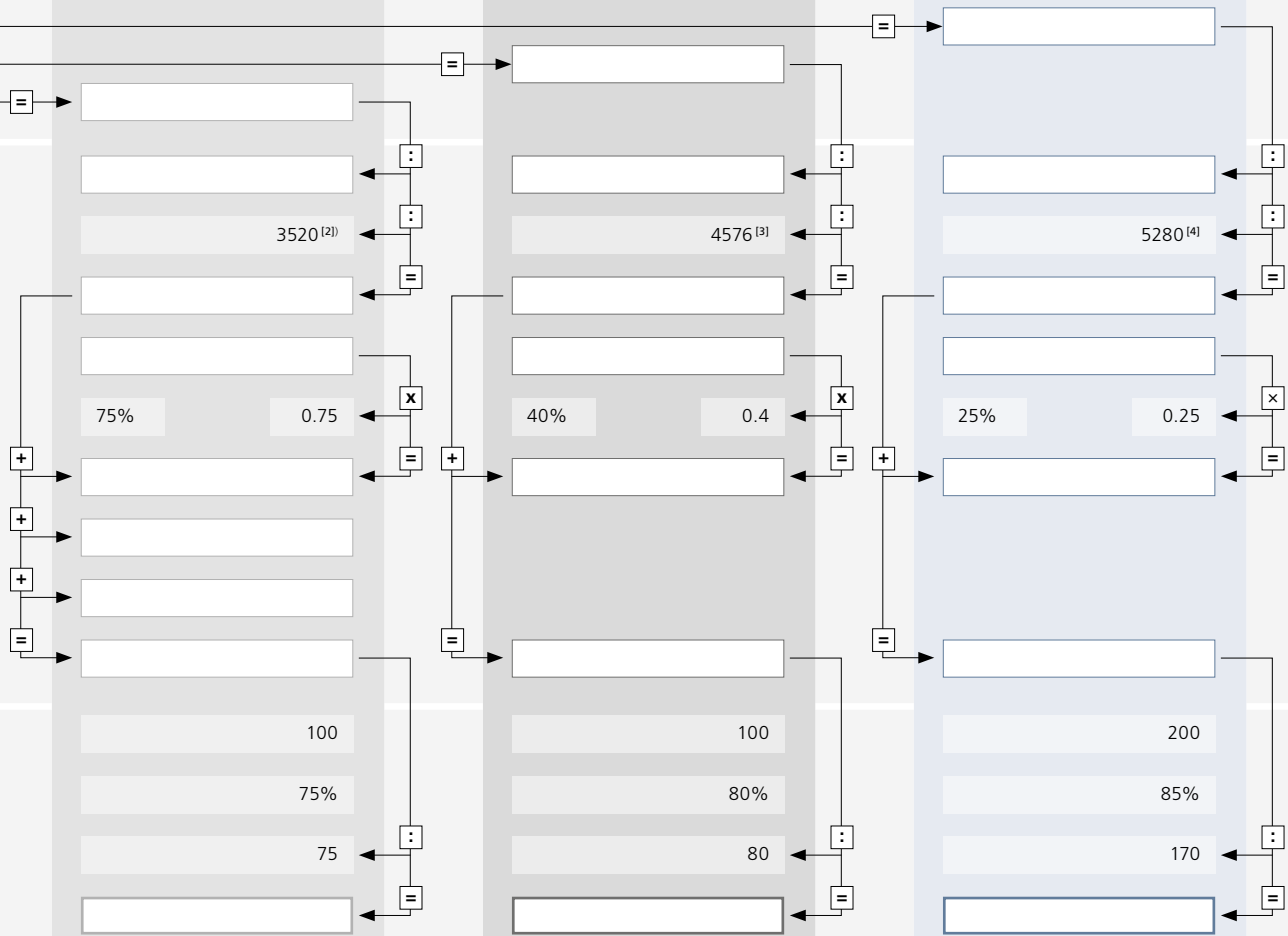 =
=
=
: : :
3520[2]) 4576[3] 5280[4]
: : :
= = =
x x ×
75% 0.75 40% 0.4 25% 0.25
+ = + = + =
+
+
= = =
100 100 200
75% 80% 85%
: : :
75 80 170
= = =